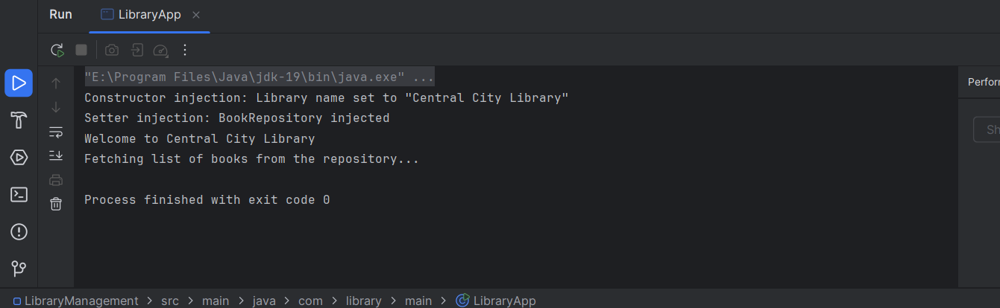 Run LibraryApp
"E:\Program Files\Java\jdk-19\bin\java.exe" ...
Perform
Constructor injection: Library name set to "Central City Library"
Setter injection: BookRepository injected
Sh
Welcome to Central City Library
Fetching list of books from the repository...
Process finished with exit code 0
LibraryManagement > src > main > java > com > library > main > LibraryApp